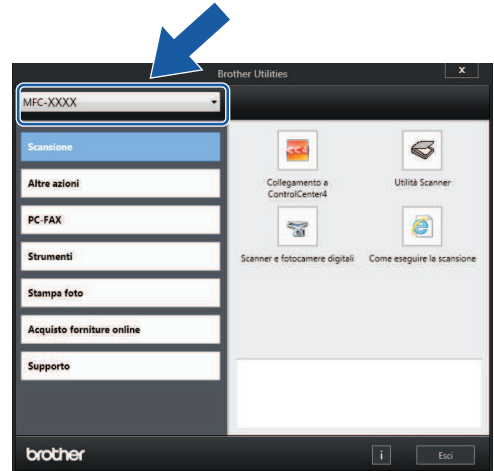 Brother Utilities
x
MFC-XXXX
Scansione
Altre azioni
PC-FAX
Strumenti
Stampa foto
Acquisto forniture online
Supporto
Collegamento a
ControlCenter4
Utilità Scanner
Scanner e fotocamere digitali
Come eseguire la scansione
brother
i
Esci